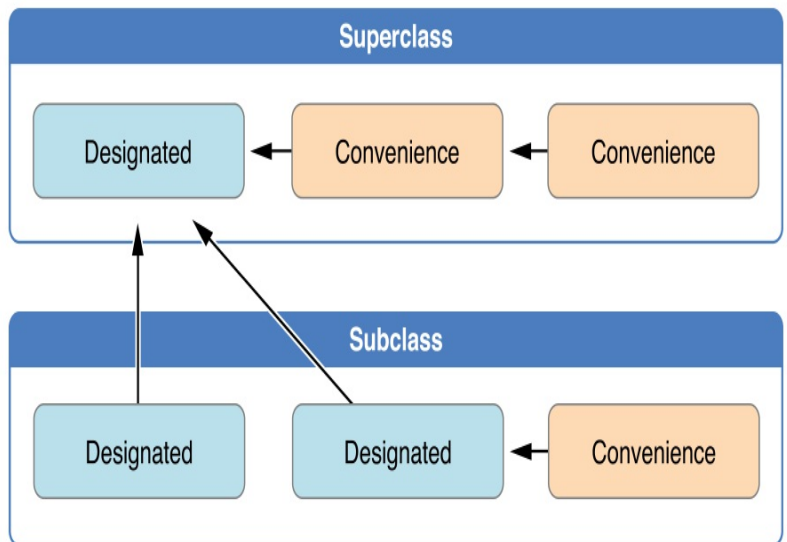 Superclass
Designated
Convenience
Convenience
Subclass
Designated
Designated
Convenience